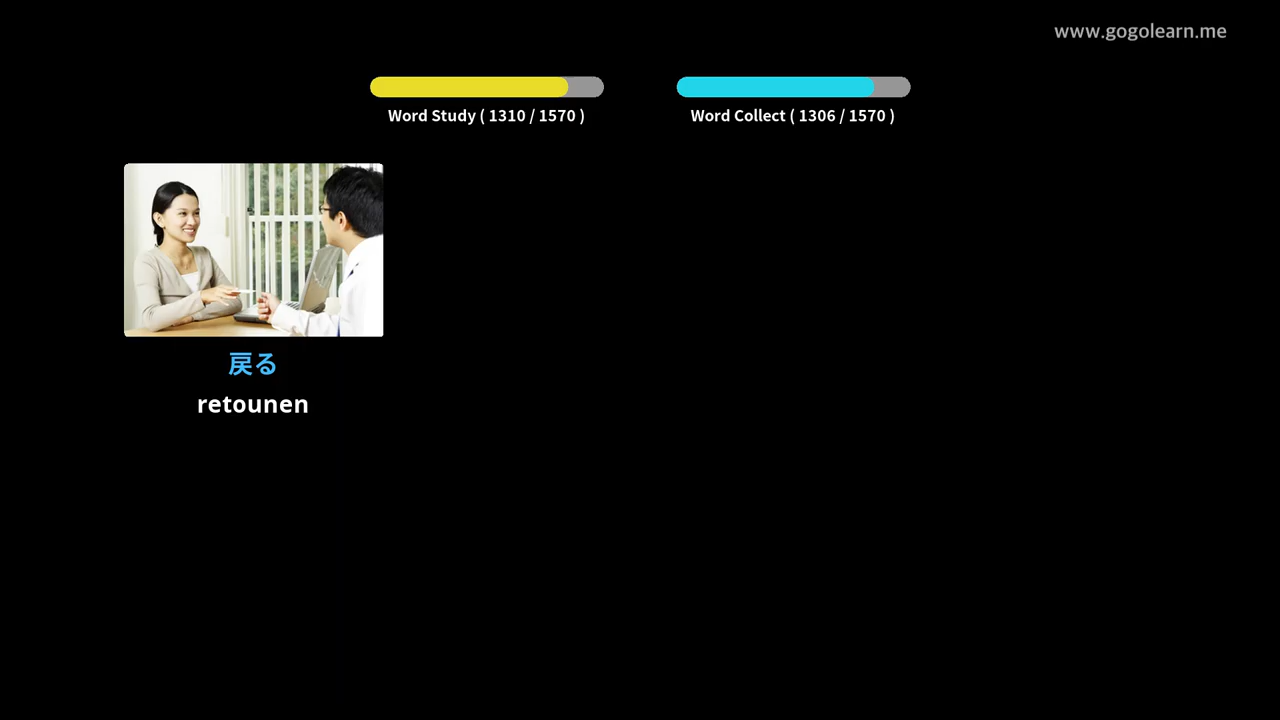 www.gogolearn.me
Word Study ( 1310 / 1570 )
Word Collect ( 1306 / 1570 )
戻る
retounen